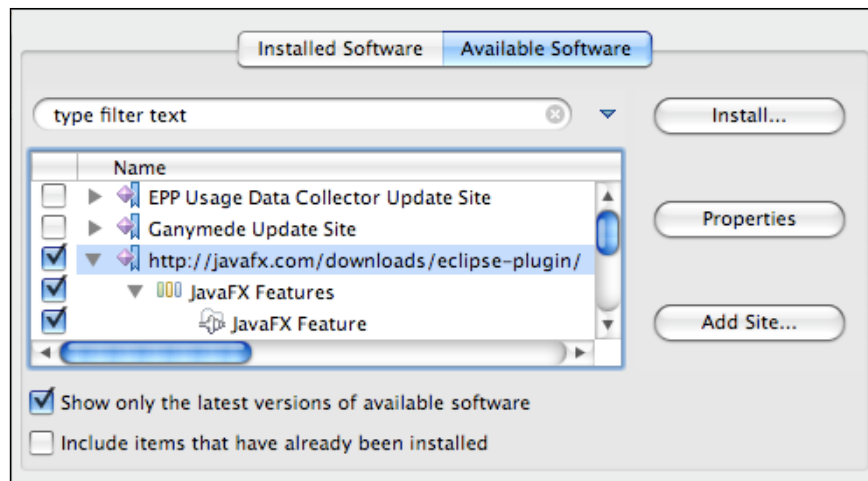 Installed Software Available Software
type filter text Install...
Name
EPP Usage Data Collector Update Site
Ganymede Update Site Properties
http://javafx.com/downloads/eclipse-plugin/
JavaFX Features
JavaFX Feature Add Site...
Show only the latest versions of available software
Include items that have already been installed